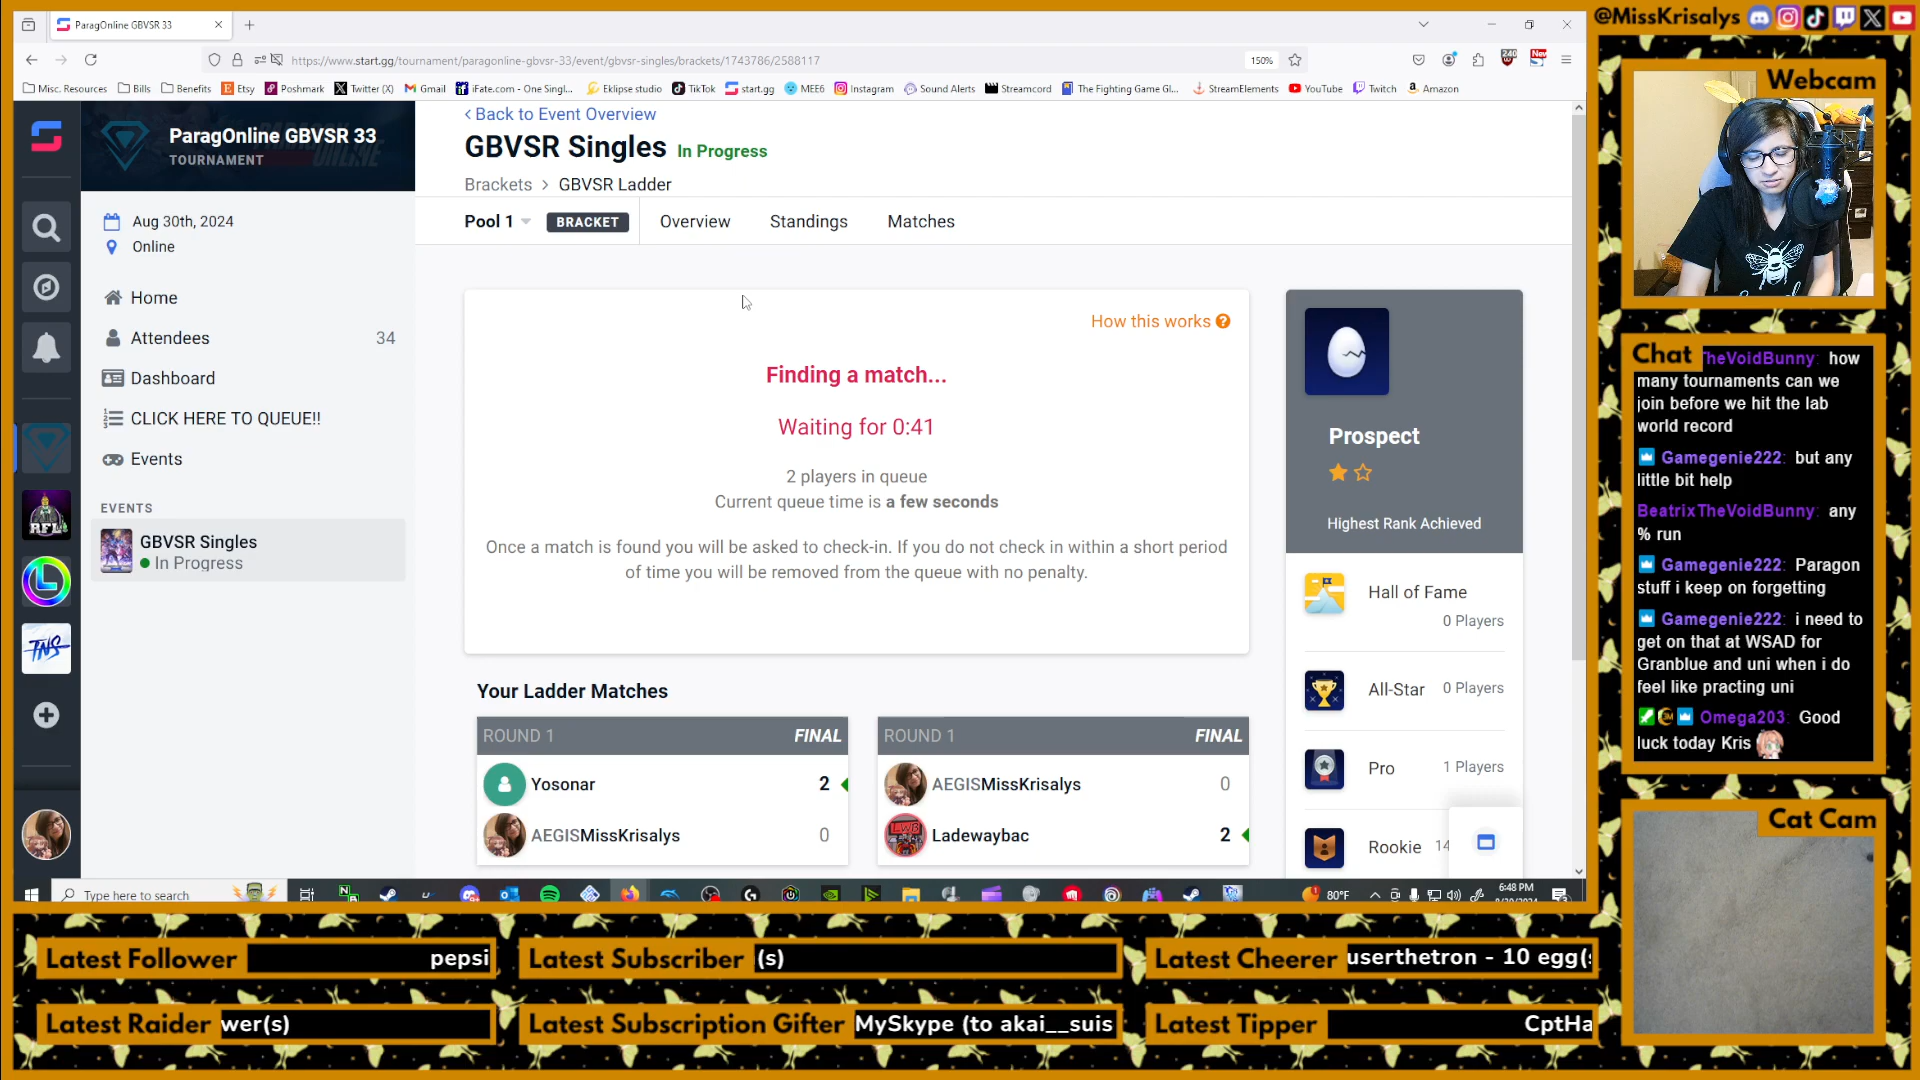 ParagOnline GBVSR 33
https://www.start.gg/tournament/paragonline-gbvsr-33/event/gbvsr-singles/brackets/1743786/2588117
150%
240
New
Misc. Resources
Bills
Benefits
Etsy
Poshmark
Twitter (X)
Gmail
iFate.com - One Singl...
Eklipse studio
TikTok
start.gg
MEE6
Instagram
Sound Alerts
Streamcord
The Fighting Game Gl...
StreamElements
YouTube
Twitch
Amazon
ParagOnline GBVSR 33
TOURNAMENT
Aug 30th, 2024
Online
Home
Attendees 34
Dashboard
CLICK HERE TO QUEUE!!
Events
EVENTS
GBVSR Singles
In Progress
RFL
TNS
< Back to Event Overview
GBVSR Singles In Progress
Brackets > GBVSR Ladder
Pool 1 BRACKET Overview Standings Matches
How this works ?
Finding a match...
Waiting for 0:41
2 players in queue
Current queue time is a few seconds
Once a match is found you will be asked to check-in. If you do not check in within a short period
of time you will be removed from the queue with no penalty.
Your Ladder Matches
ROUND 1 FINAL
Yosonar 2
AEGISMissKrisalys 0
ROUND 1 FINAL
AEGISMissKrisalys 0
Ladewaybac 2
Prospect
Highest Rank Achieved
Hall of Fame
0 Players
All-Star 0 Players
Pro 1 Players
Rookie 14
Type here to search
80°F
6:48 PM
@MissKrisalys
Webcam
Chat
heVoidBunny: how
many tournaments can we
join before we hit the lab
world record
Gamegenie222: but any
little bit help
BeatrixTheVoidBunny: any
% run
Gamegenie222: Paragon
stuff i keep on forgetting
Gamegenie222: i need to
get on that at WSAD for
Granblue and uni when i do
feel like practing uni
Omega203: Good
luck today Kris
Cat Cam
Latest Follower pepsi
Latest Subscriber (s)
Latest Cheerer userthetron - 10 egg(s
Latest Raider wer(s)
Latest Subscription Gifter MySkype (to akai__suis
Latest Tipper CptHa